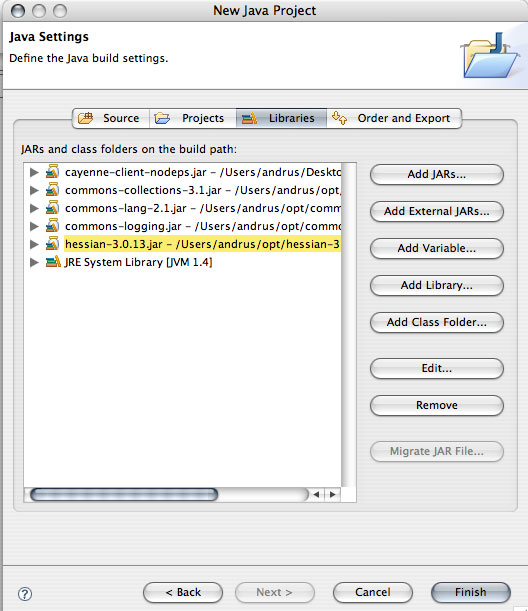 New Java Project
Java Settings
Define the Java build settings.
Source Projects Libraries Order and Export
JARs and class folders on the build path:
cayenne-client-nodeps.jar – /Users/andrus/Deskto
commons-collections-3.1.jar – /Users/andrus/opt,
commons-lang-2.1.jar – /Users/andrus/opt/comm
commons-logging.jar – /Users/andrus/opt/commo
hessian-3.0.13.jar – /Users/andrus/opt/hessian-3
JRE System Library [JVM 1.4]
Add JARs...
Add External JARs...
Add Variable...
Add Library...
Add Class Folder...
Edit...
Remove
Migrate JAR File...
? < Back Next > Cancel Finish